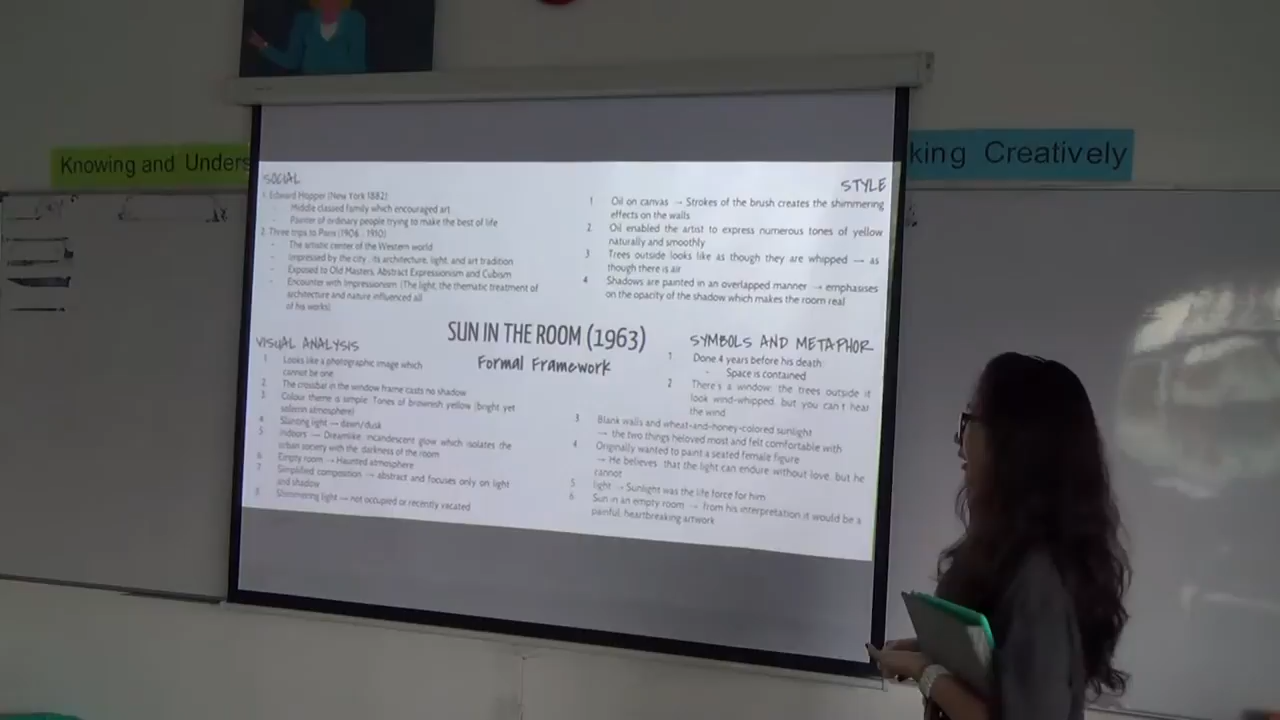 Knowing and Unders
king Creatively
SOCIAL
1. Edward Hopper (New York 1882)
- Middle classed family which encouraged art
- Painter of ordinary people trying to make the best of life
2. Three trips to Paris (1906 - 1910)
- The artistic center of the Western world
- Impressed by the city, its architecture, light, and art tradition
- Exposed to Old Masters, Abstract Expressionism and Cubism
- Encounter with Impressionism (The light, the thematic treatment of
architecture and nature influenced all
of his works)
STYLE
1 Oil on canvas → Strokes of the brush creates the shimmering
effects on the walls
2 Oil enabled the artist to express numerous tones of yellow
naturally and smoothly
3 Trees outside looks like as though they are whipped → as
though there is air
4 Shadows are painted in an overlapped manner → emphasises
on the opacity of the shadow which makes the room real
SUN IN THE ROOM (1963)
Formal Framework
VISUAL ANALYSIS
1 Looks like a photographic image which
cannot be one
2 The crossbar in the window frame casts no shadow
3 Colour theme is simple. Tones of brownish yellow (bright yet
solemn atmosphere)
4 Slanting light → dawn/dusk
5 Indoors → Dreamlike, incandescent glow which isolates the
urban society with the darkness of the room
6 Empty room → Haunted atmosphere
7 Simplified composition → abstract and focuses only on light
and shadow
8 Shimmering light → not occupied or recently vacated
SYMBOLS AND METAPHOR
1 Done 4 years before his death:
- Space is contained
2 There's a window: the trees outside it
look wind-whipped, but you can't hear
the wind
3 Blank walls and wheat-and-honey-colored sunlight
→ the two things beloved most and felt comfortable with
4 Originally wanted to paint a seated female figure
→ He believes that the light can endure without love, but he
cannot
5 light → Sunlight was the life force for him
6 Sun in an empty room → from his interpretation it would be a
painful, heartbreaking artwork